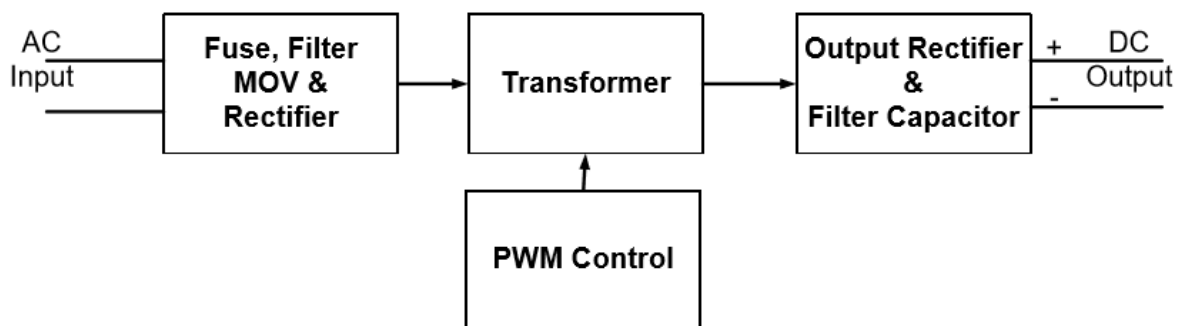 AC
Input
Fuse, Filter
MOV &
Rectifier
Transformer
Output Rectifier
&
Filter Capacitor
+
-
DC
Output
PWM Control